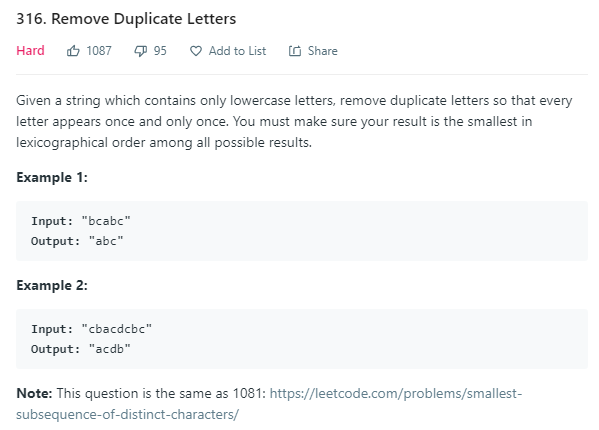 316. Remove Duplicate Letters
Hard 1087 95 Add to List Share
Given a string which contains only lowercase letters, remove duplicate letters so that every
letter appears once and only once. You must make sure your result is the smallest in
lexicographical order among all possible results.
Example 1:
Input: "bcabc"
Output: "abc"
Example 2:
Input: "cbacdcbc"
Output: "acdb"
Note: This question is the same as 1081: https://leetcode.com/problems/smallest-
subsequence-of-distinct-characters/